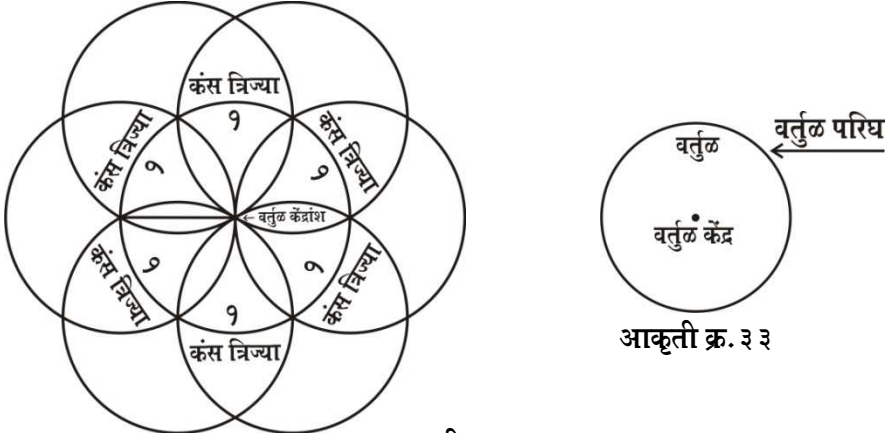 कंस त्रिज्या
१
कंस त्रिज्या
१
कंस त्रिज्या
१
← वर्तुळ केंद्रांश
कंस त्रिज्या
१
कंस त्रिज्या
१
कंस त्रिज्या
१
वर्तुळ परिघ
वर्तुळ
वर्तुळ केंद्र
आकृती क्र. ३३